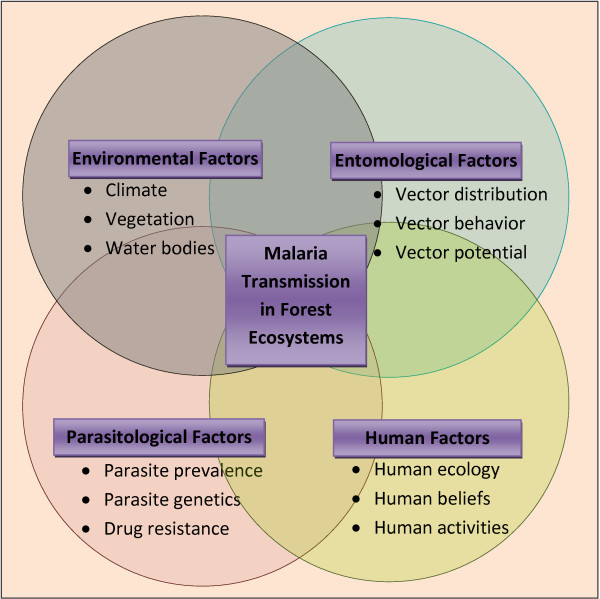 Environmental Factors
• Climate
• Vegetation
• Water bodies
Entomological Factors
• Vector distribution
• Vector behavior
• Vector potential
Malaria
Transmission
in Forest
Ecosystems
Parasitological Factors
• Parasite prevalence
• Parasite genetics
• Drug resistance
Human Factors
• Human ecology
• Human beliefs
• Human activities